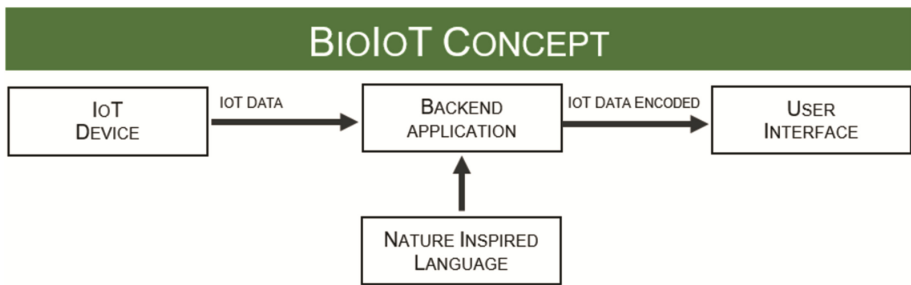 BIOIOT CONCEPT
IOT
DEVICE
IOT DATA
BACKEND
APPLICATION
IOT DATA ENCODED
USER
INTERFACE
NATURE INSPIRED
LANGUAGE